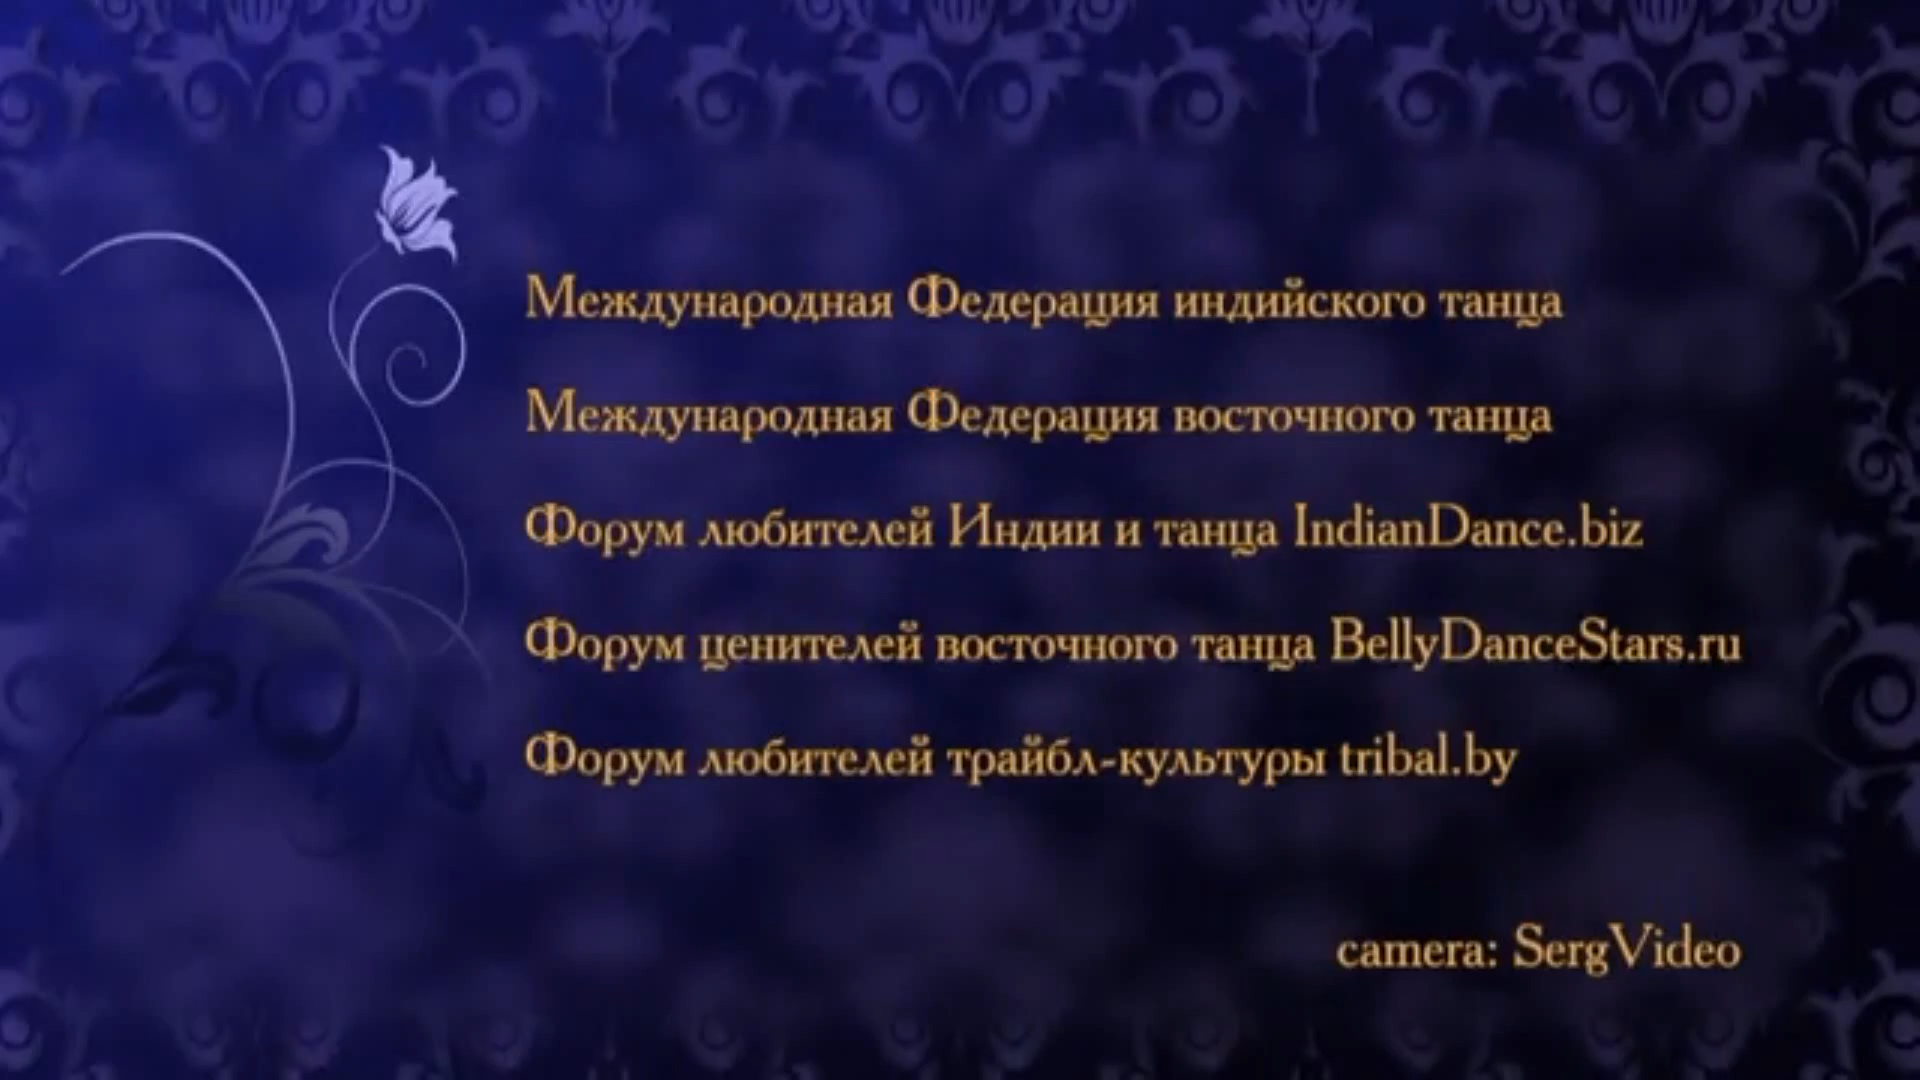 Международная Федерация индийского танца
Международная Федерация восточного танца
Форум любителей Индии и танца IndianDance.biz
Форум ценителей восточного танца BellyDanceStars.ru
Форум любителей трайбл-культуры tribal.by
camera: SergVideo